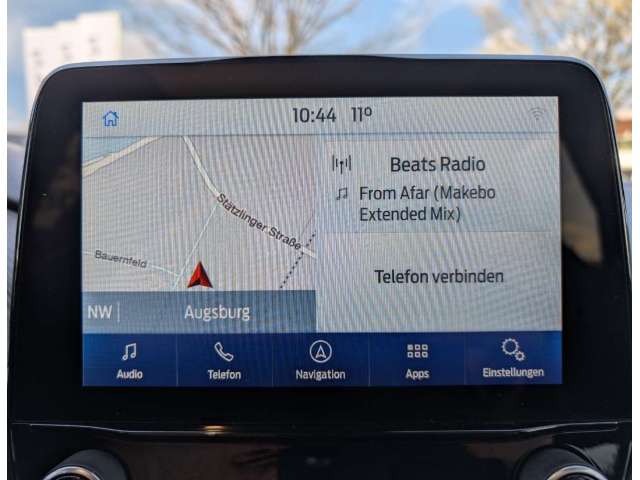 10:44 11°
Stätzlinger Straße
Bauernfeld
NW
Augsburg
Beats Radio
From Afar (Makebo
Extended Mix)
Telefon verbinden
Audio
Telefon
Navigation
Apps
Einstellungen